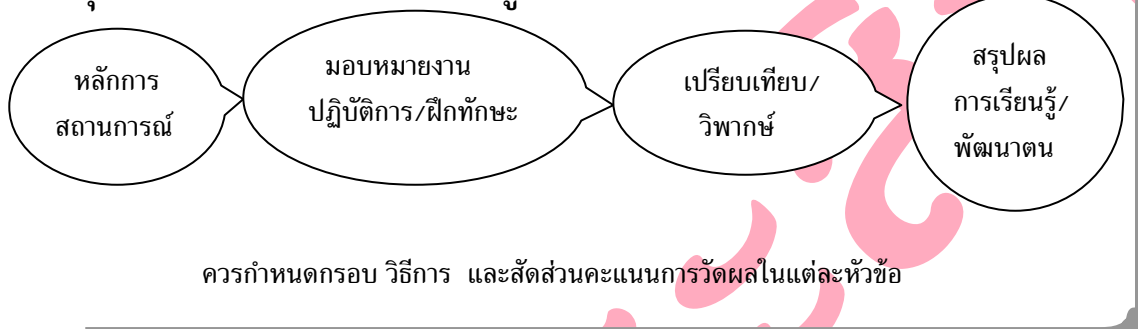 หลักการ
สถานการณ์
มอบหมายงาน
ปฏิบัติการ/ฝึกทักษะ
เปรียบเทียบ/
วิพากษ์
สรุปผล
การเรียนรู้/
พัฒนาตน
ควรกำหนดกรอบ วิธีการ และสัดส่วนคะแนนการวัดผลในแต่ละหัวข้อ